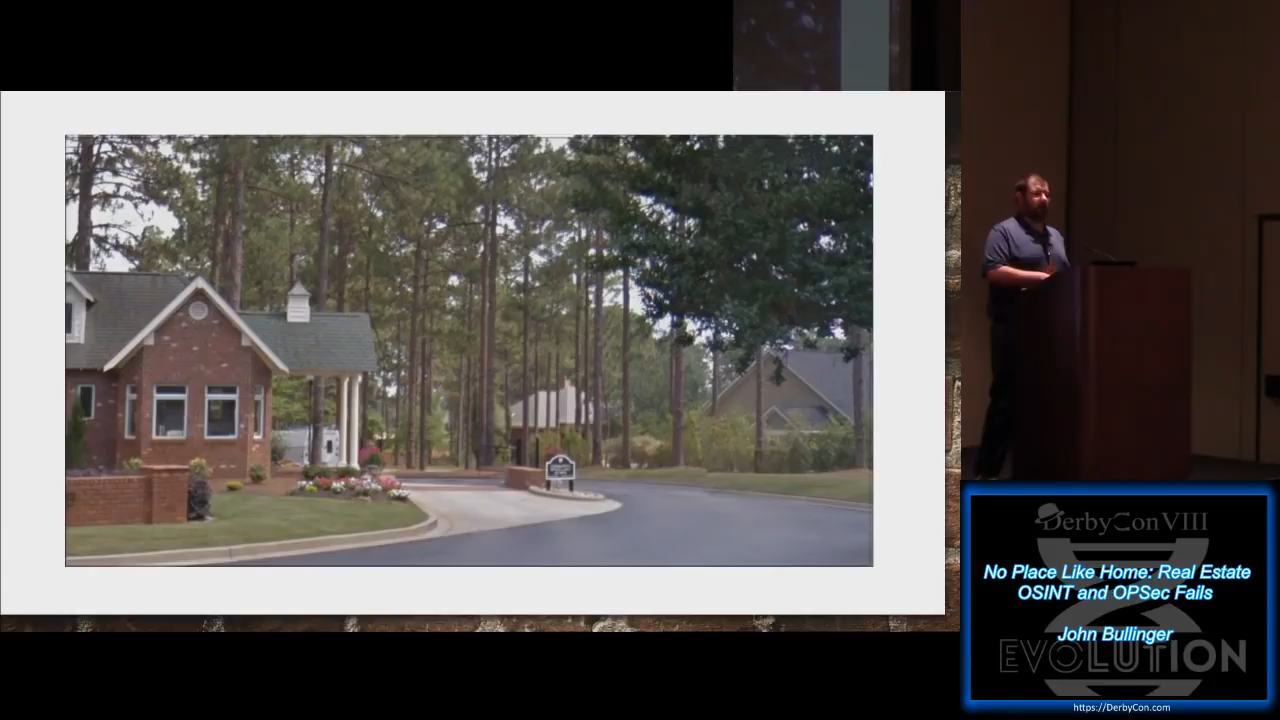 DerbyCon VIII
No Place Like Home: Real Estate
OSINT and OPSec Fails
John Bullinger
EVOLUTION
https://DerbyCon.com